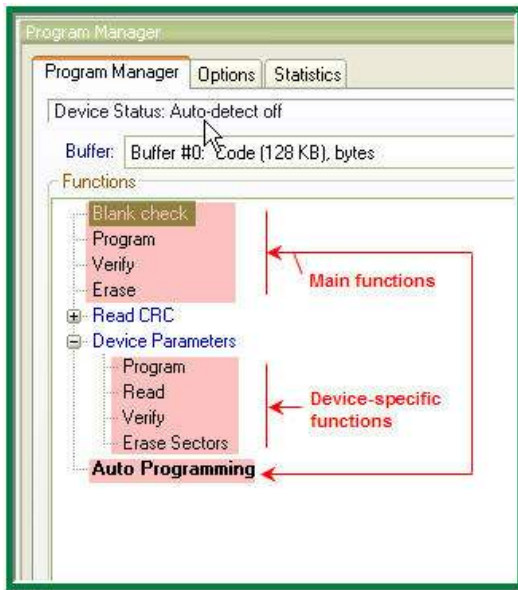 Program Manager
Program Manager Options Statistics
Device Status: Auto-detect off
Buffer: Buffer #0: Code (128 KB), bytes
Functions
Blank check
Program
Verify
Main functions
Erase
Read CRC
Device Parameters
Program
Read
Device-specific
functions
Verify
Erase Sectors
Auto Programming